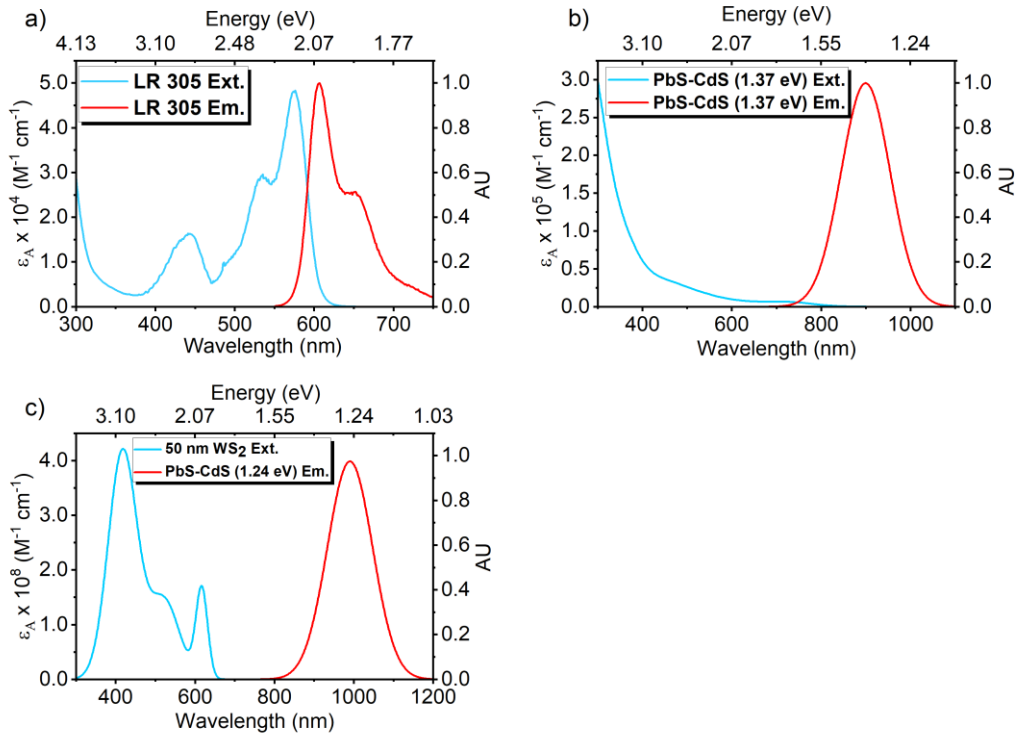 a)
Energy (eV)
4.13 3.10 2.48 2.07 1.77
LR 305 Ext.
LR 305 Em.
5.0
4.0
3.0
2.0
1.0
0.0
εA x 10⁴ (M⁻¹ cm⁻¹)
1.0
0.8
0.6
0.4
0.2
0.0
AU
300 400 500 600 700
Wavelength (nm)
b)
Energy (eV)
3.10 2.07 1.55 1.24
PbS-CdS (1.37 eV) Ext.
PbS-CdS (1.37 eV) Em.
3.0
2.5
2.0
1.5
1.0
0.5
0.0
εA x 10⁵ (M⁻¹ cm⁻¹)
1.0
0.8
0.6
0.4
0.2
0.0
AU
400 600 800 1000
Wavelength (nm)
c)
Energy (eV)
3.10 2.07 1.55 1.24 1.03
50 nm WS₂ Ext.
PbS-CdS (1.24 eV) Em.
4.0
3.0
2.0
1.0
0.0
εA x 10⁸ (M⁻¹ cm⁻¹)
1.0
0.8
0.6
0.4
0.2
0.0
AU
400 600 800 1000 1200
Wavelength (nm)